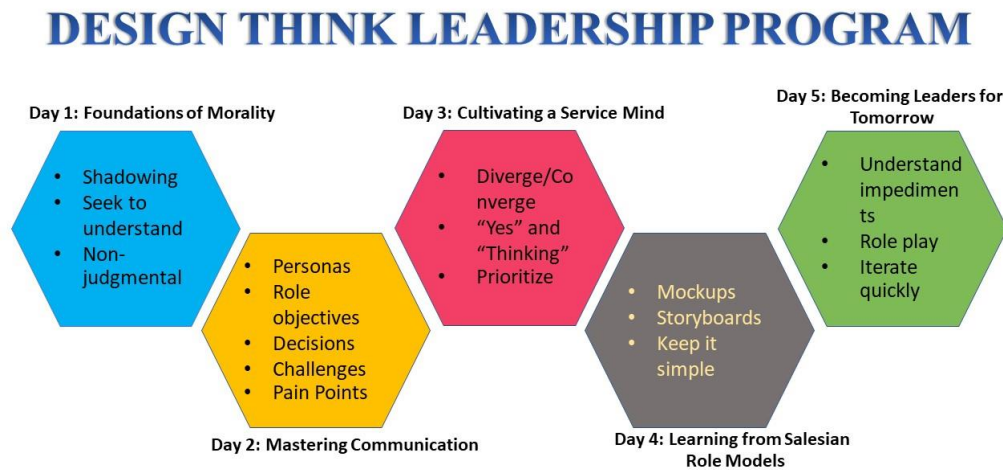 DESIGN THINK LEADERSHIP PROGRAM
Day 1: Foundations of Morality
• Shadowing
• Seek to
understand
• Non-
judgmental
• Personas
• Role
objectives
• Decisions
• Challenges
• Pain Points
Day 2: Mastering Communication
Day 3: Cultivating a Service Mind
• Diverge/Co
nverge
• “Yes” and
“Thinking”
• Prioritize
• Mockups
• Storyboards
• Keep it
simple
Day 4: Learning from Salesian
Role Models
Day 5: Becoming Leaders for
Tomorrow
• Understand
impedimen
ts
• Role play
• Iterate
quickly